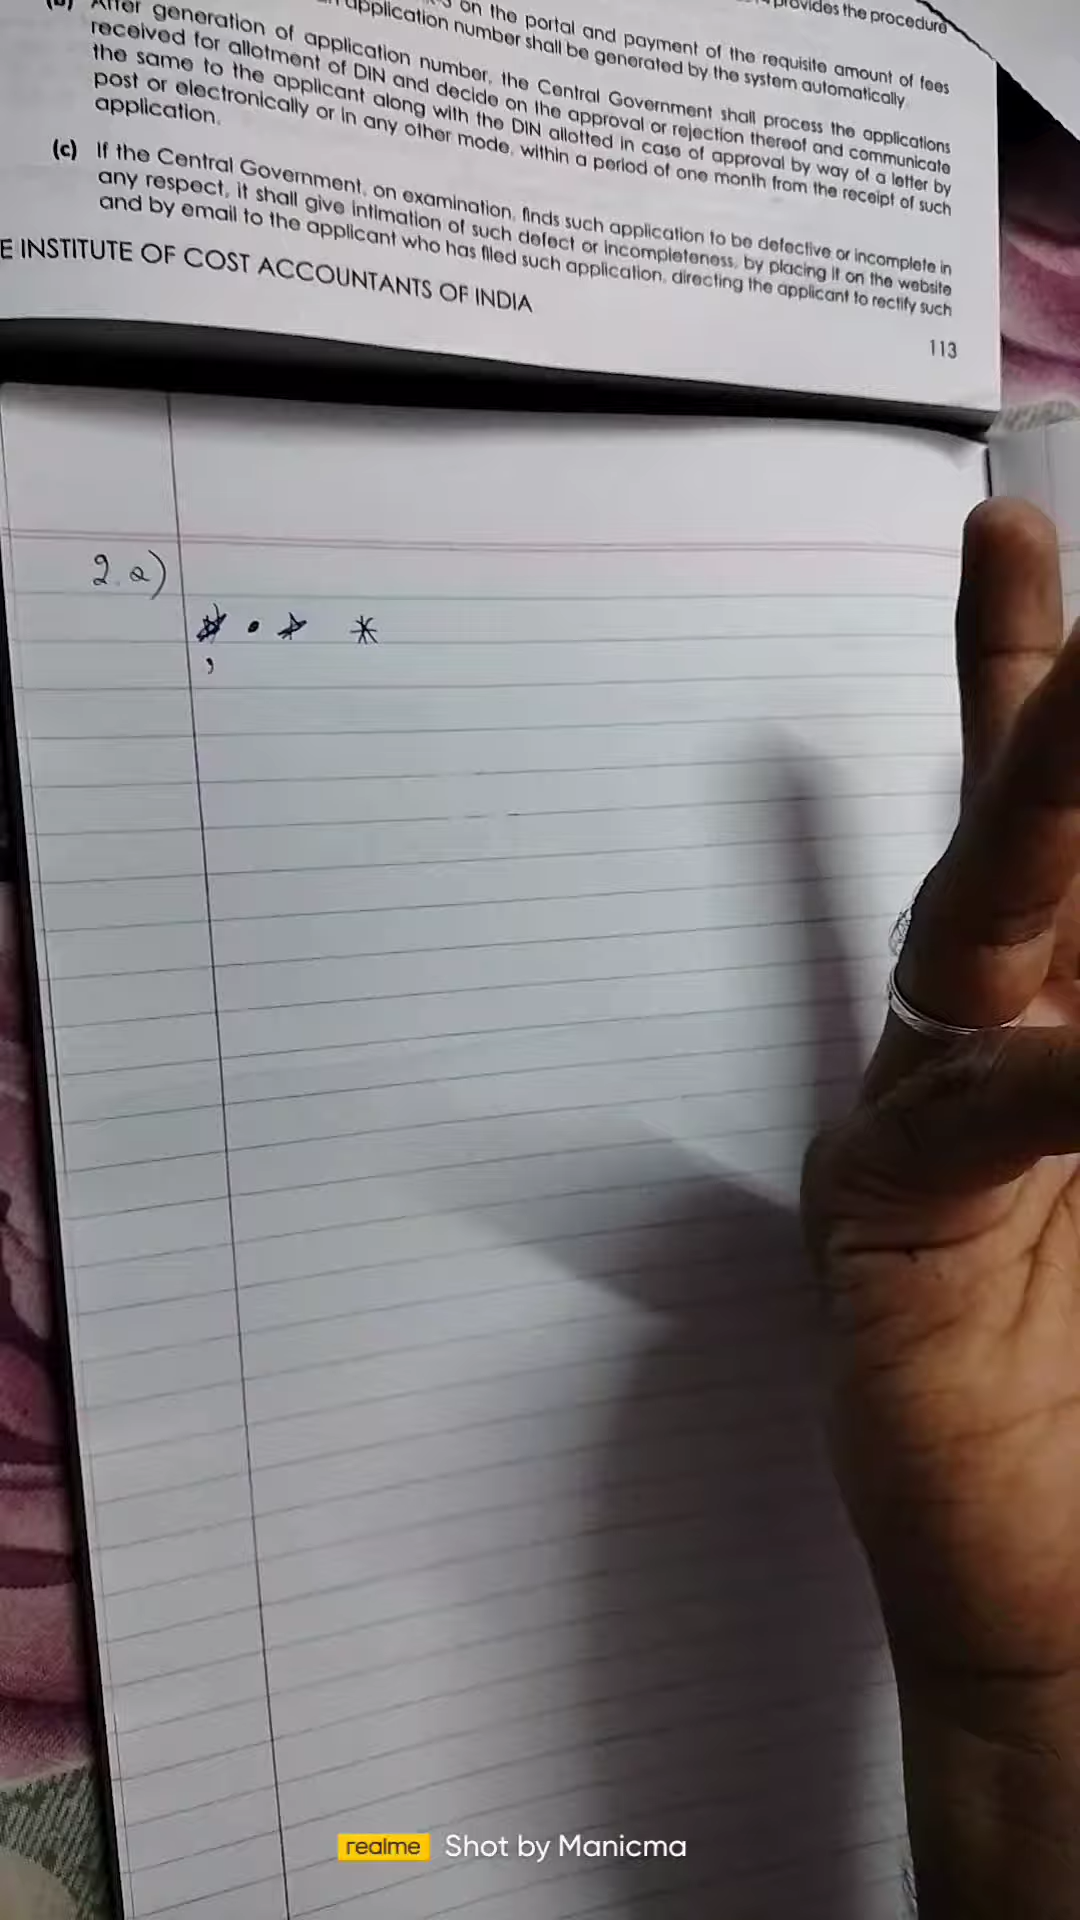 provides the procedure
on the portal and payment of the requisite amount of fees
application number shall be generated by the system automatically.
(b) After generation of application number, the Central Government shall process the applications
received for allotment of DIN and decide on the approval or rejection thereof and communicate
the same to the applicant along with the DIN allotted in case of approval by way of a letter by
post or electronically or in any other mode, within a period of one month from the receipt of such
application.
(c) If the Central Government, on examination, finds such application to be defective or incomplete in
any respect, it shall give intimation of such defect or incompleteness, by placing it on the website
and by email to the applicant who has filed such application, directing the applicant to rectify such
E INSTITUTE OF COST ACCOUNTANTS OF INDIA
113
2. a)
*
,
realme Shot by Manicma